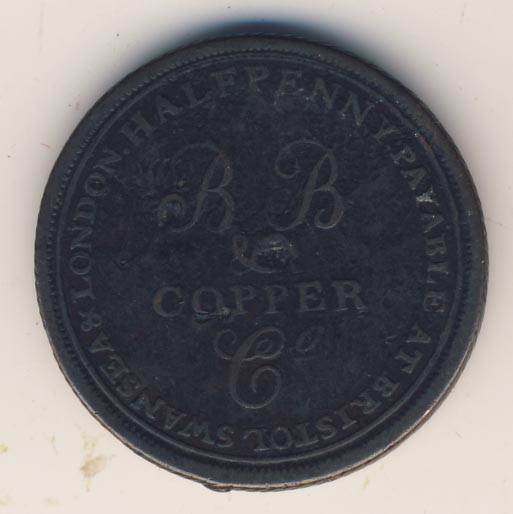 HALFPENNY PAYABLE AT BRISTOL SWANSEA & LONDON
B B
&
COPPER
Co